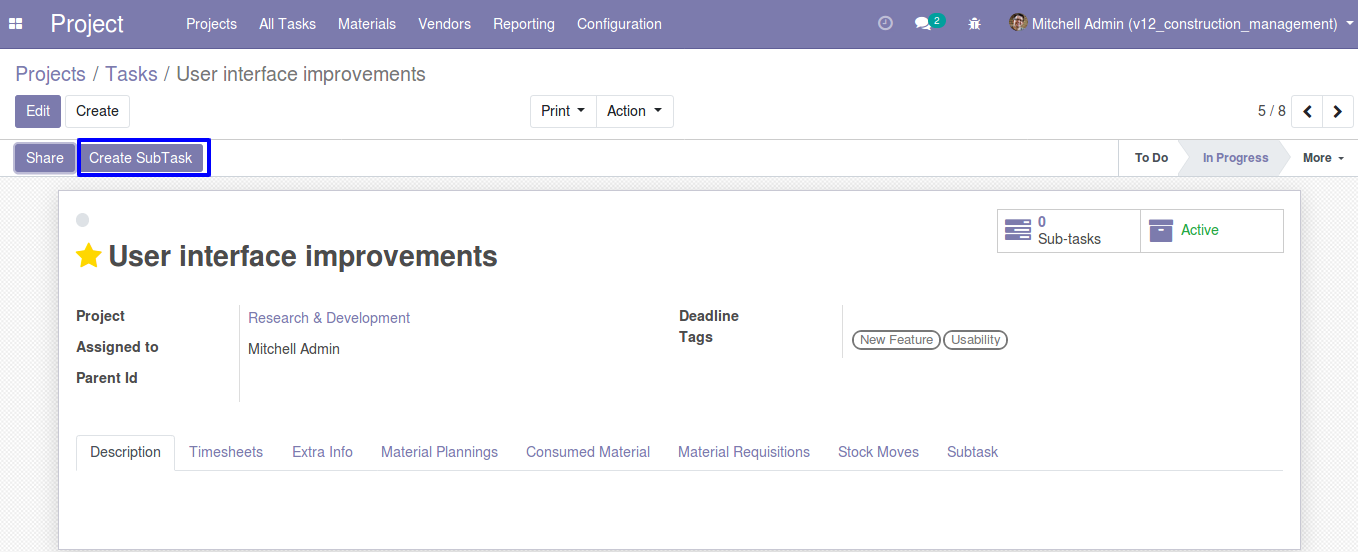 Project Projects All Tasks Materials Vendors Reporting Configuration 2 Mitchell Admin (v12_construction_management)
Projects / Tasks / User interface improvements
Edit Create Print Action 5 / 8
Share Create SubTask To Do In Progress More
0
Sub-tasks Active
User interface improvements
Project Research & Development Deadline
Tags New Feature Usability
Assigned to Mitchell Admin
Parent Id
Description Timesheets Extra Info Material Plannings Consumed Material Material Requisitions Stock Moves Subtask